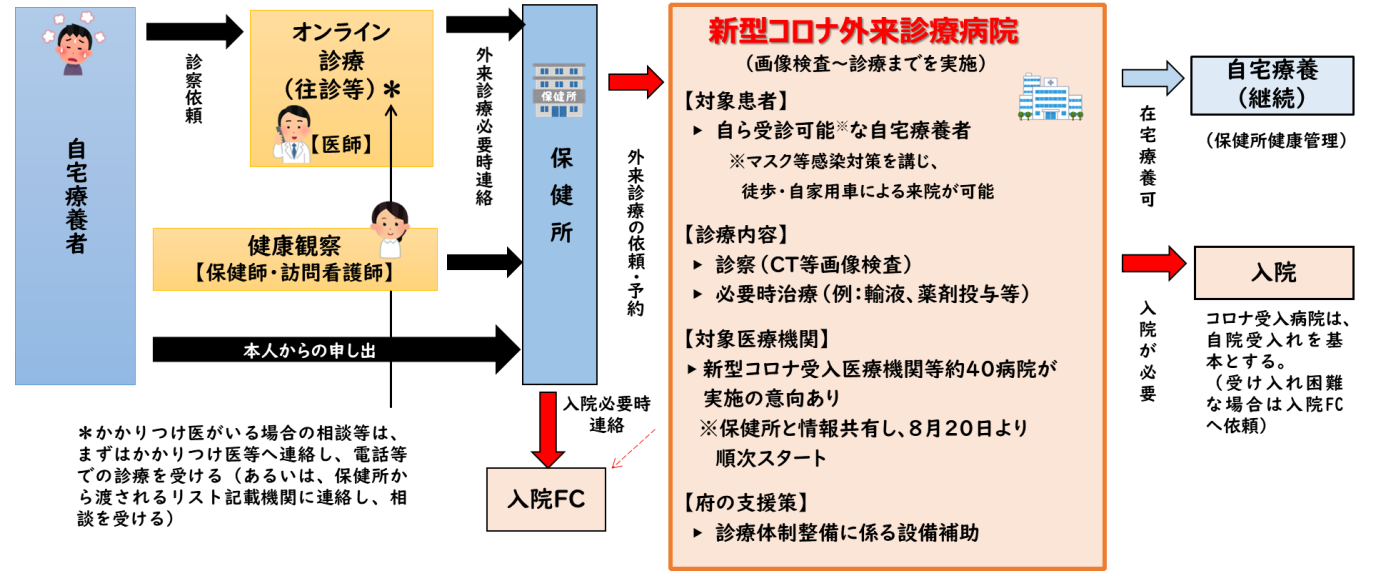 自宅療養者
診察依頼
オンライン
診療
（往診等）＊
【医師】
外来診療必要時連絡
健康観察
【保健師・訪問看護師】
本人からの申し出
＊かかりつけ医がいる場合の相談等は、
まずはかかりつけ医等へ連絡し、電話等
での診療を受ける（あるいは、保健所か
ら渡されるリスト記載機関に連絡し、相
談を受ける）
保健所
保健所
入院必要時
連絡
入院FC
外来診療の依頼・予約
新型コロナ外来診療病院
（画像検査～診療までを実施）
【対象患者】
▶ 自ら受診可能※な自宅療養者
※マスク等感染対策を講じ、
徒歩・自家用車による来院が可能
【診療内容】
▶ 診察（CT等画像検査）
▶ 必要時治療（例：輸液、薬剤投与等）
【対象医療機関】
▶ 新型コロナ受入医療機関等約40病院が
実施の意向あり
※保健所と情報共有し、8月20日より
順次スタート
【府の支援策】
▶ 診療体制整備に係る設備補助
在宅療養可
自宅療養
（継続）
（保健所健康管理）
入院が必要
入院
コロナ受入病院は、
自院受入れを基
本とする。
（受け入れ困難
な場合は入院FC
へ依頼）